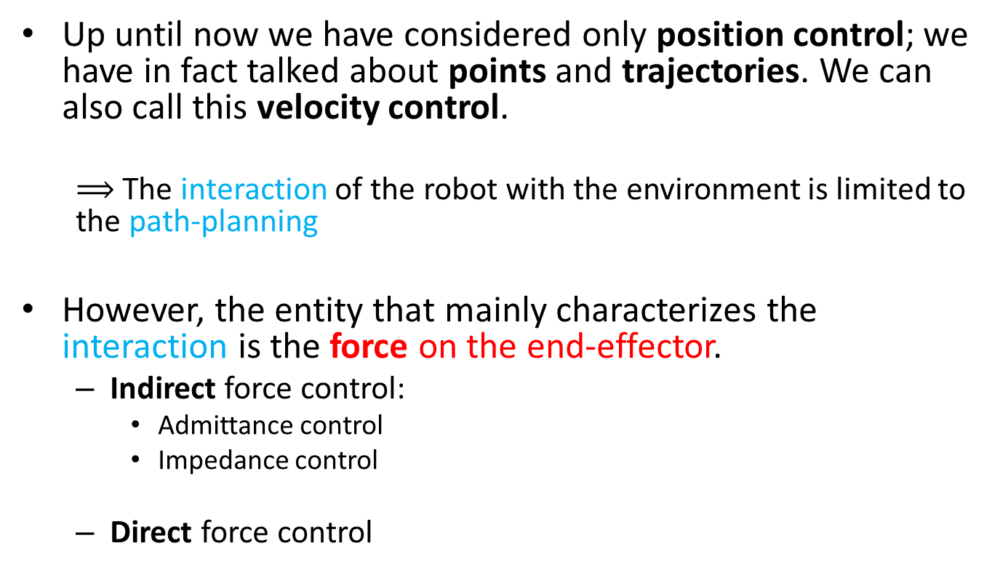 • Up until now we have considered only position control; we
have in fact talked about points and trajectories. We can
also call this velocity control.
⟹ The interaction of the robot with the environment is limited to
the path-planning
• However, the entity that mainly characterizes the
interaction is the force on the end-effector.
– Indirect force control:
• Admittance control
• Impedance control
– Direct force control